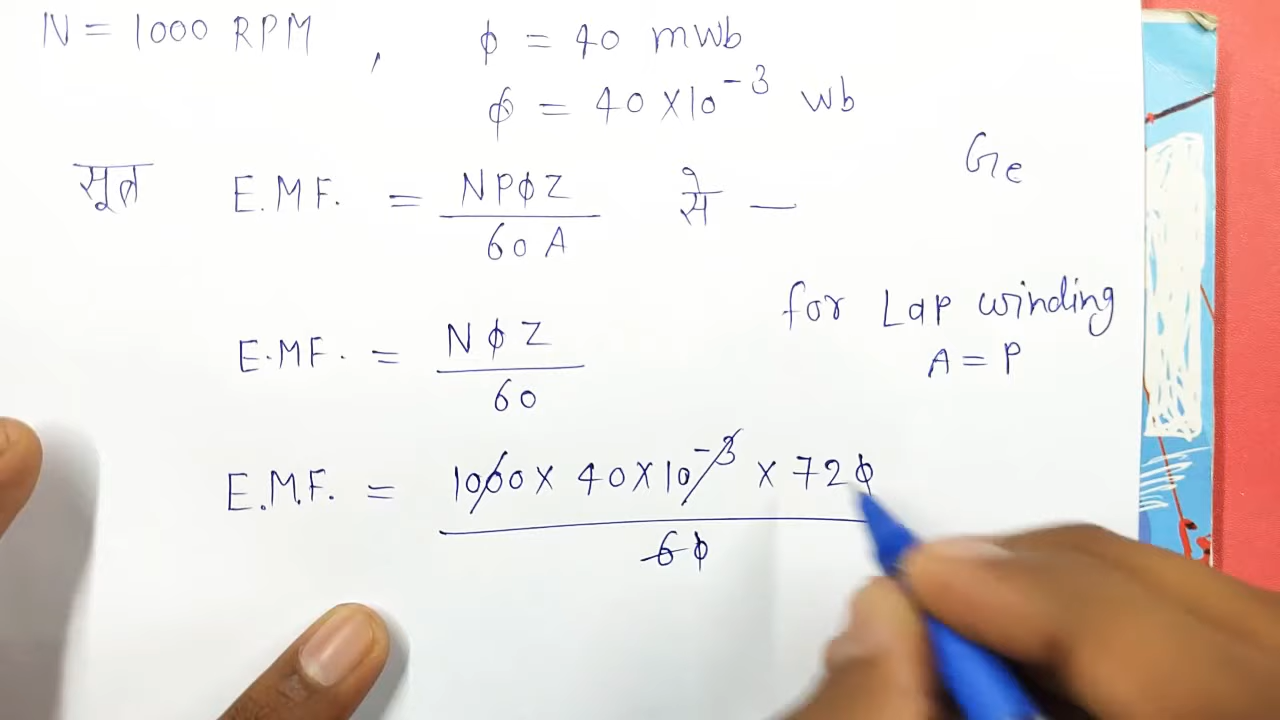 N = 1000 RPM , ϕ = 40 mwb
ϕ = 40 × 10⁻³ wb
सूत्र E.M.F. = NPϕZ / 60 A से — Ge
for Lap winding
A = P
E.M.F. = NϕZ / 60
E.M.F. = 1000 × 40 × 10⁻³ × 720 / 60